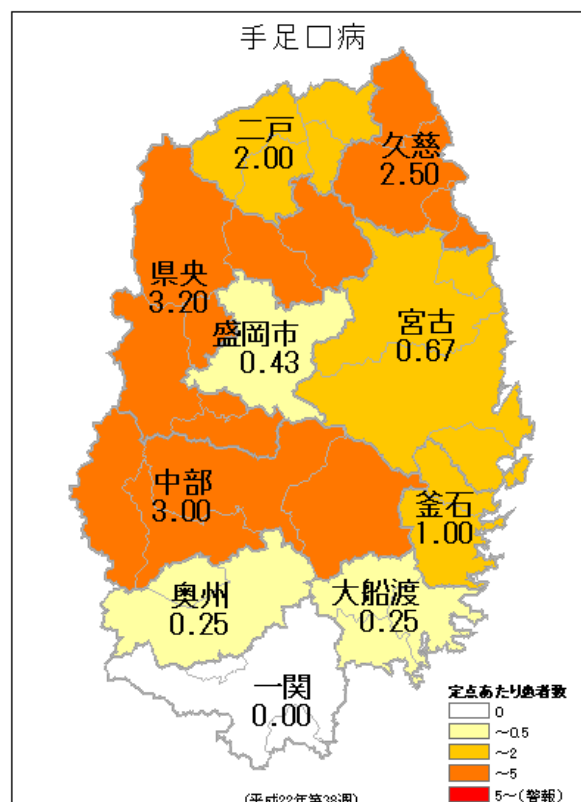 手足口病
二戸
2.00
久慈
2.50
県央
3.20
盛岡市
0.43
宮古
0.67
中部
3.00
釜石
1.00
奥州
0.25
大船渡
0.25
一関
0.00
定点あたり患者数
0
～0.5
～2
～5
5～(警報)
(平成22年第38週)